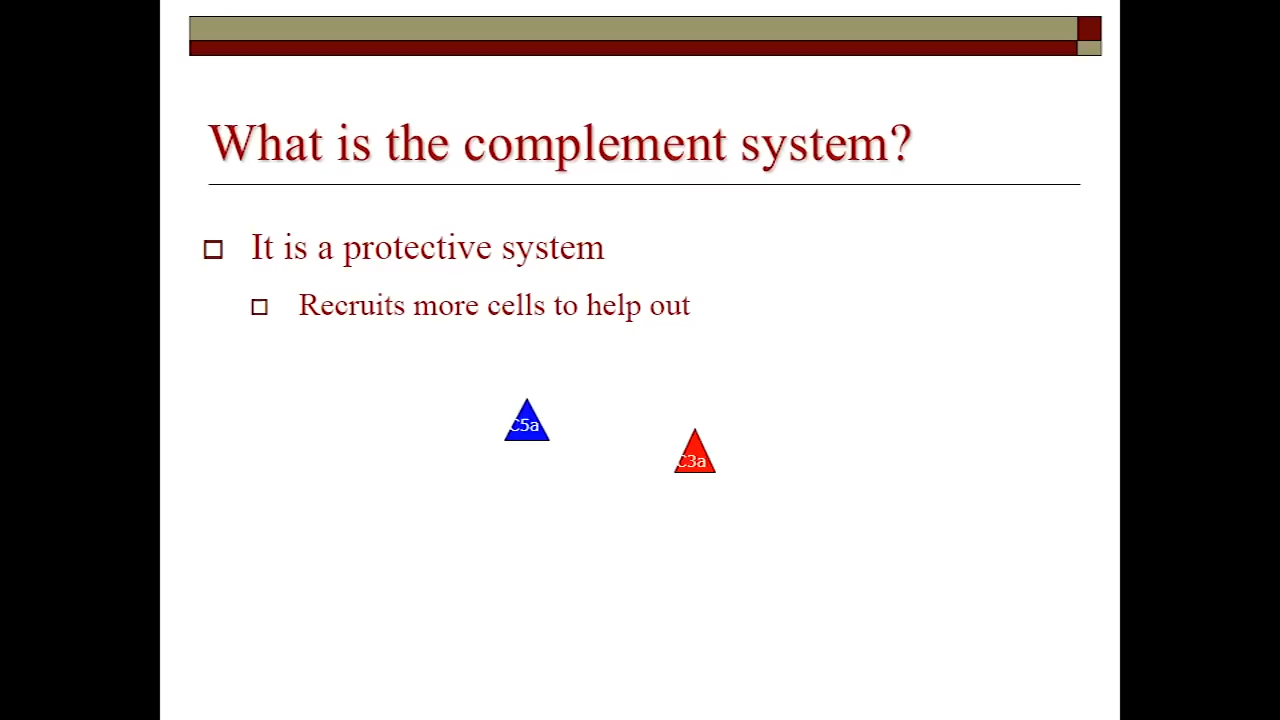 What is the complement system?
It is a protective system
Recruits more cells to help out
C5a
C3a